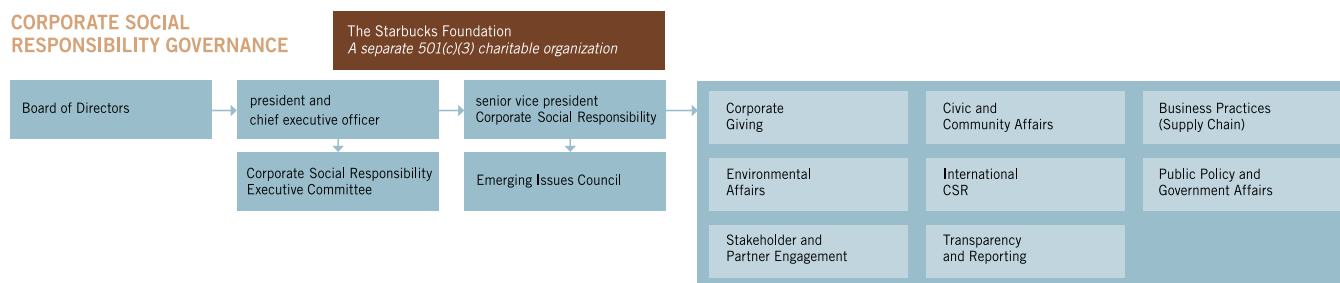 CORPORATE SOCIAL
RESPONSIBILITY GOVERNANCE
The Starbucks Foundation
A separate 501(c)(3) charitable organization
Board of Directors
president and
chief executive officer
senior vice president
Corporate Social Responsibility
Corporate Social Responsibility
Executive Committee
Emerging Issues Council
Corporate
Giving
Civic and
Community Affairs
Business Practices
(Supply Chain)
Environmental
Affairs
International
CSR
Public Policy and
Government Affairs
Stakeholder and
Partner Engagement
Transparency
and Reporting